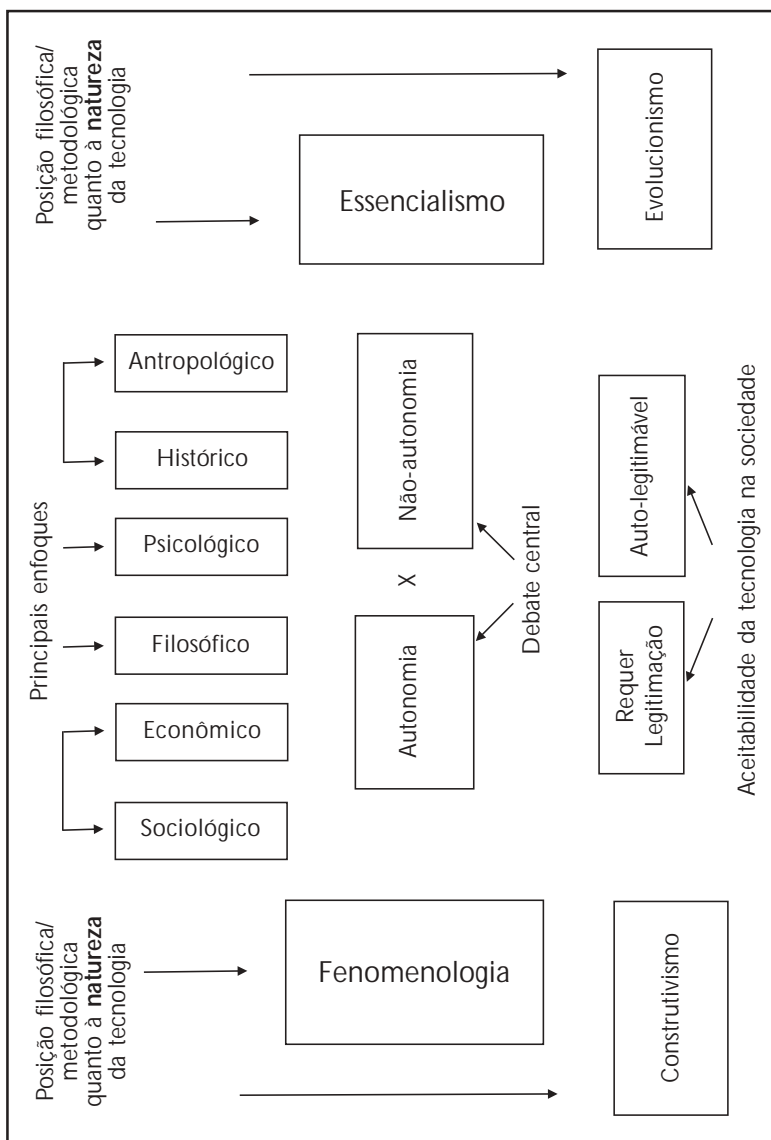 Posição filosófica/
metodológica
quanto à natureza
da tecnologia
Essencialismo
Evolucionismo
Principais enfoques
Antropológico
Histórico
Psicológico
Filosófico
Econômico
Sociológico
Não-autonomia
X
Autonomia
Debate central
Auto-legitimável
Requer
Legitimação
Aceitabilidade da tecnologia na sociedade
Posição filosófica/
metodológica
quanto à natureza
da tecnologia
Fenomenologia
Construtivismo